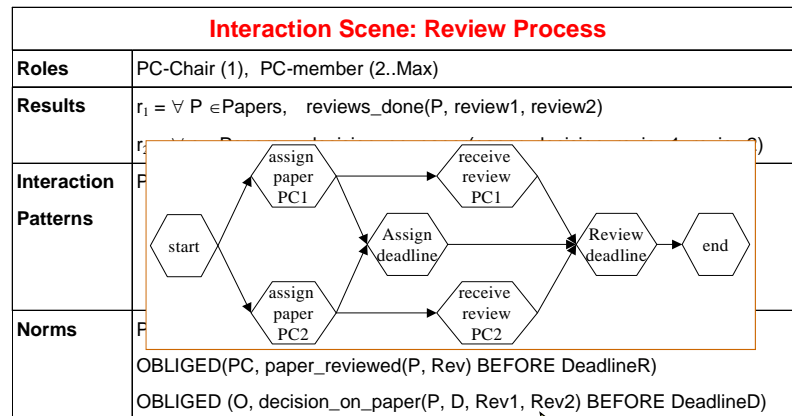 Interaction Scene: Review Process
Roles
PC-Chair (1), PC-member (2..Max)
Results
r₁ = ∀ P ∈Papers, reviews_done(P, review1, review2)
Interaction
Patterns
assign
paper
PC1
receive
review
PC1
start
Assign
deadline
Review
deadline
end
assign
paper
PC2
receive
review
PC2
Norms
OBLIGED(PC, paper_reviewed(P, Rev) BEFORE DeadlineR)
OBLIGED (O, decision_on_paper(P, D, Rev1, Rev2) BEFORE DeadlineD)